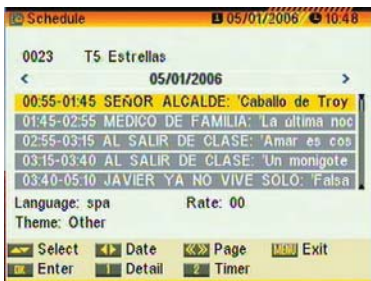 Schedule 05/01/2006 10:48
0023 T5 Estrellas
< 05/01/2006 >
00:55-01:45 SEÑOR ALCALDE: 'Caballo de Troy
01:45-02:55 MEDICO DE FAMILIA: 'La última noc
02:55-03:15 AL SALIR DE CLASE: 'Amar es cos
03:15-03:40 AL SALIR DE CLASE: 'Un monigote
03:40-05:10 JAVIER YA NO VIVE SOLO: 'Falsa
Language: spa Rate: 00
Theme: Other
Select Date Page MENU Exit
OK Enter 1 Detail 2 Timer